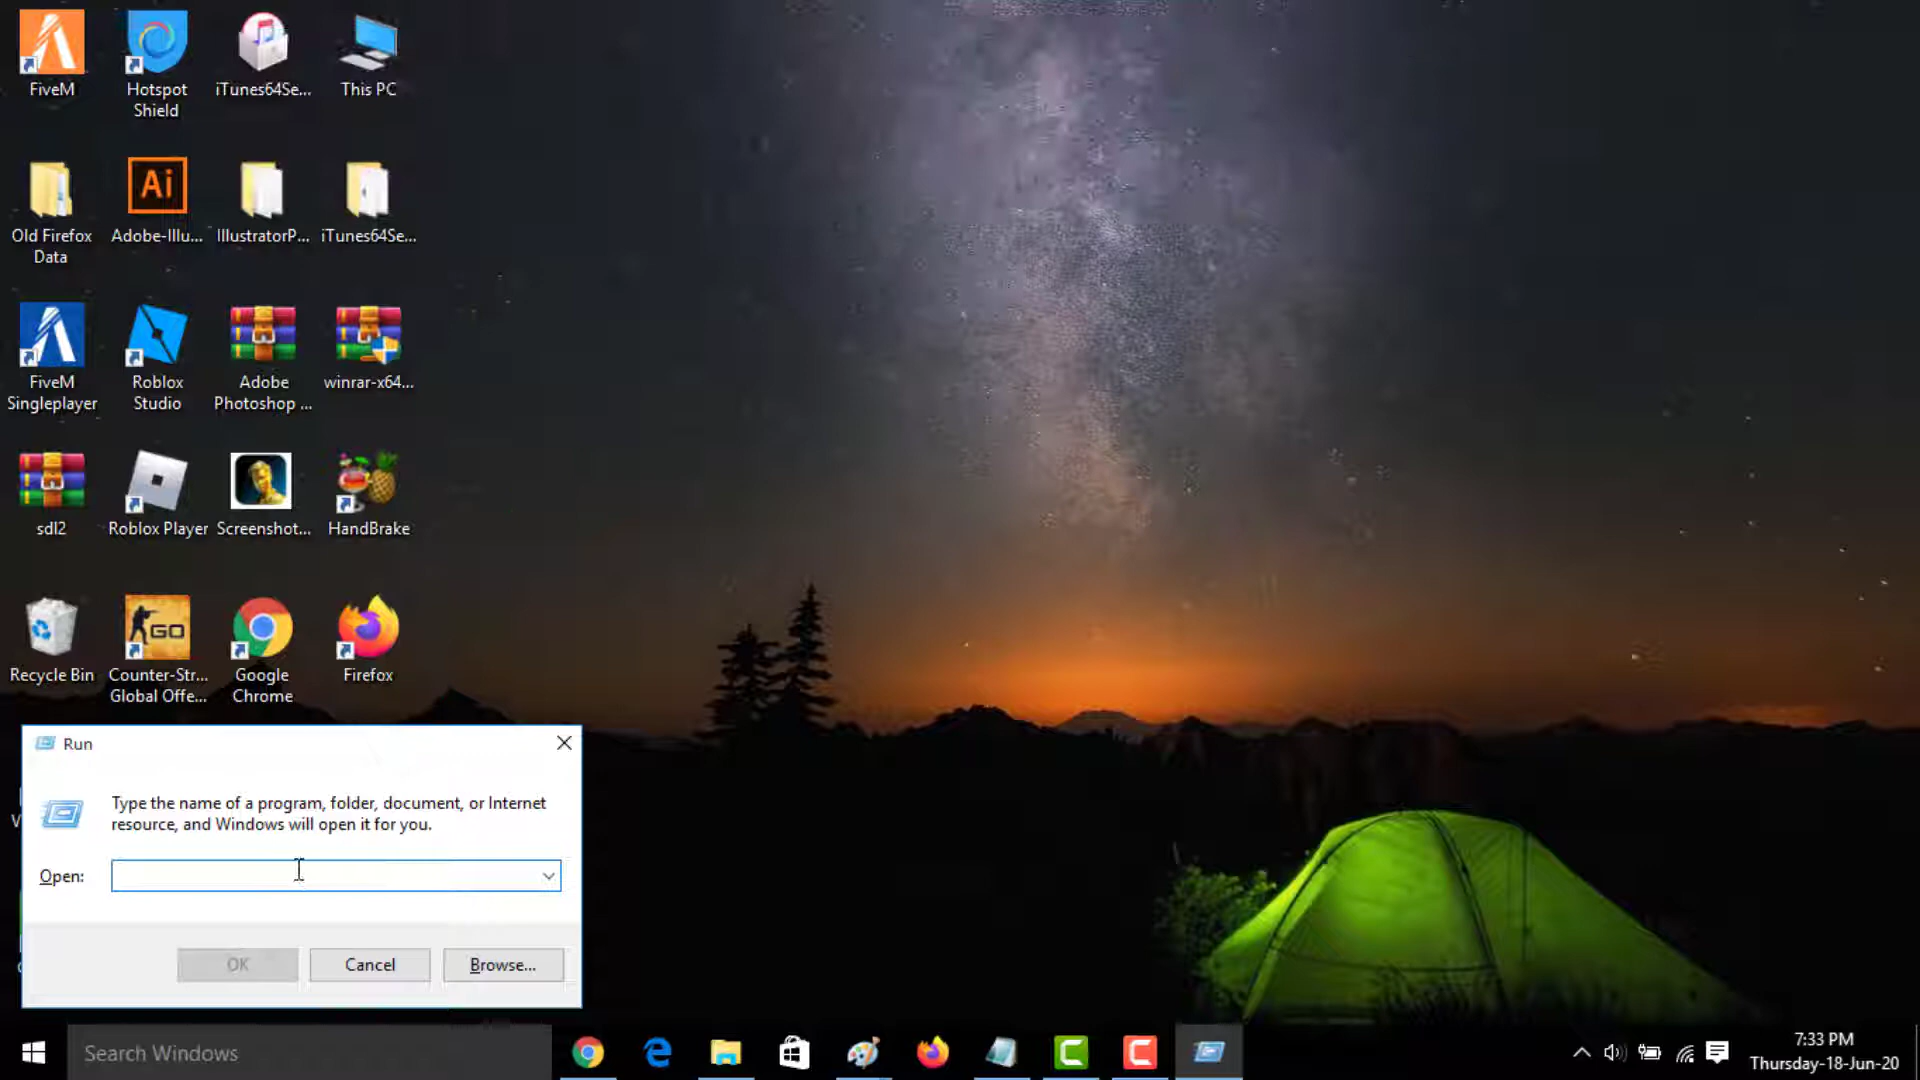 FiveM
Hotspot
Shield
iTunes64Se...
This PC
Old Firefox
Data
Ai
Adobe-Illu...
IllustratorP...
iTunes64Se...
FiveM
Singleplayer
Roblox
Studio
Adobe
Photoshop ...
winrar-x64...
sdl2
Roblox Player
Screenshot...
HandBrake
Recycle Bin
GO
Counter-Str...
Global Offe...
Google
Chrome
Firefox
Run
Type the name of a program, folder, document, or Internet
resource, and Windows will open it for you.
Open:
OK
Cancel
Browse...
Search Windows
7:33 PM
Thursday-18-Jun-20